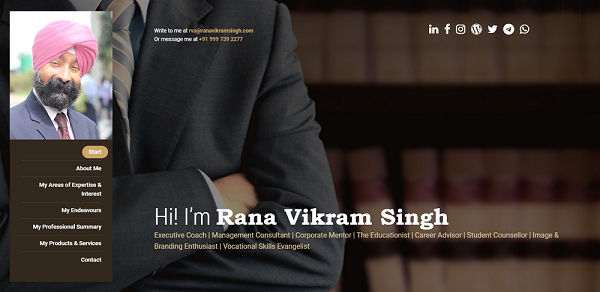 Write to me at rvs@ranavikramsingh.com
Or message me at +91 999 739 2277
Start
About Me
My Areas of Expertise &
Interest
My Endeavours
My Professional Summary
My Products & Services
Contact
Hi! I'm Rana Vikram Singh
Executive Coach | Management Consultant | Corporate Mentor | The Educationist | Career Advisor | Student Counsellor | Image &
Branding Enthusiast | Vocational Skills Evangelist